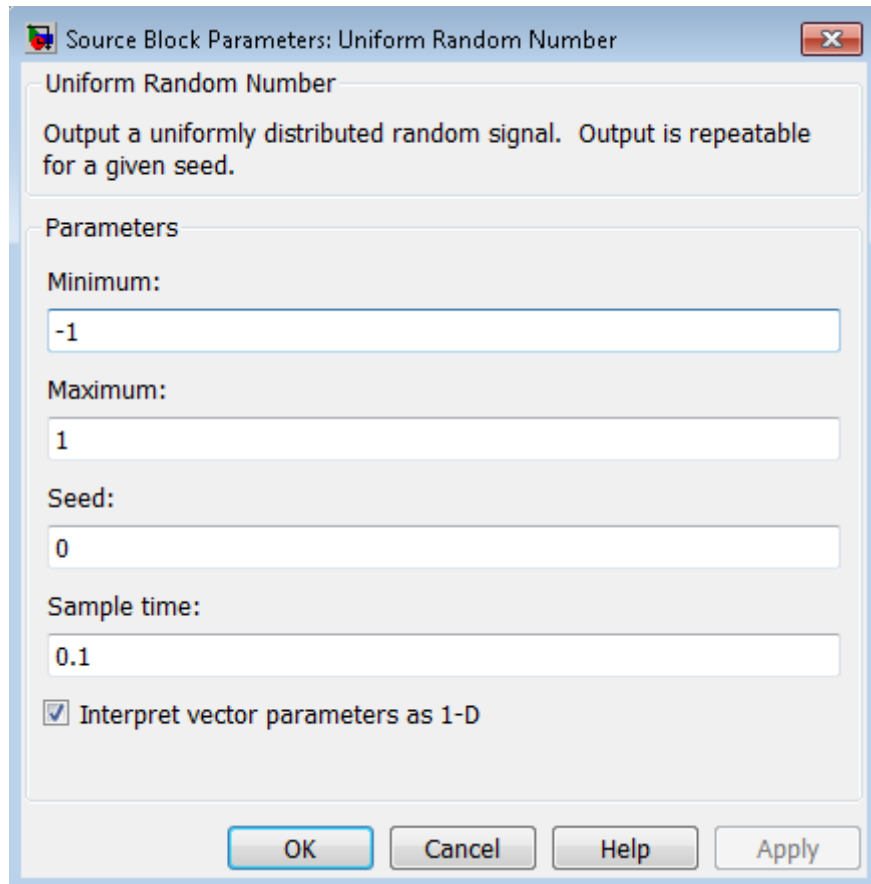 Source Block Parameters: Uniform Random Number
Uniform Random Number
Output a uniformly distributed random signal.  Output is repeatable
for a given seed.
Parameters
Minimum:
-1
Maximum:
1
Seed:
0
Sample time:
0.1
Interpret vector parameters as 1-D
OK Cancel Help Apply